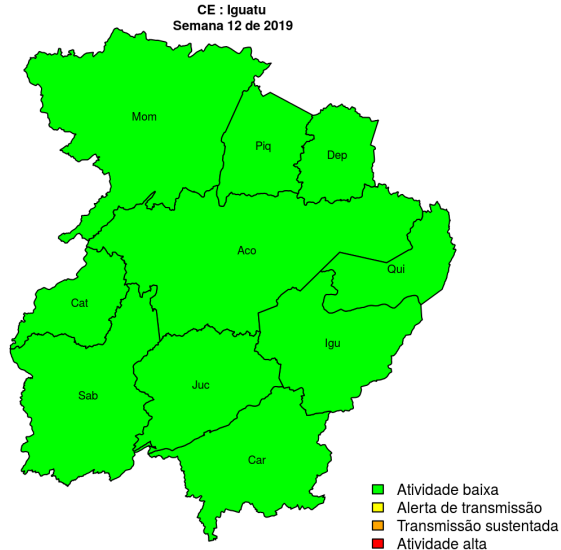 CE : Iguatu
Semana 12 de 2019
Mom
Piq
Dep
Aco
Qui
Cat
Igu
Juc
Sab
Car
Atividade baixa
Alerta de transmissão
Transmissão sustentada
Atividade alta